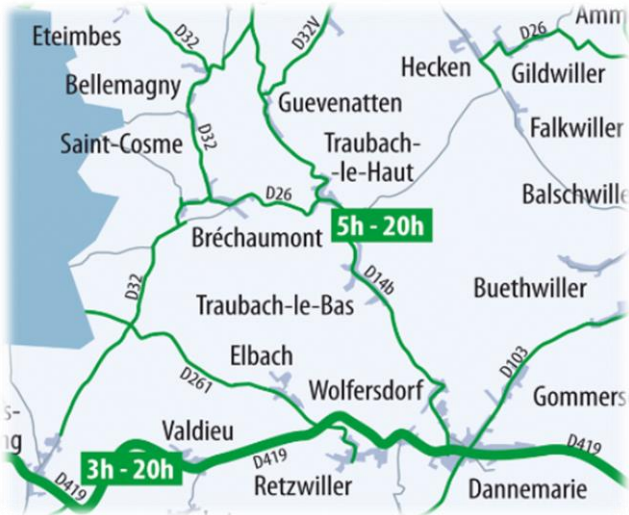 Amm
Eteimbes
D32
D32V
D26
Hecken
Gildwiller
Bellemagny
Guevenatten
Falkwiller
D32
Saint-Cosme
Traubach-
-le-Haut
D26
Balschwille
5h - 20h
Bréchaumont
D32
D14b
Buethwiller
Traubach-le-Bas
Elbach
D103
D261
Wolfersdorf
Gommers
s-
ng
Valdieu
D419
3h - 20h
D419
D419
Retzwiller
Dannemarie